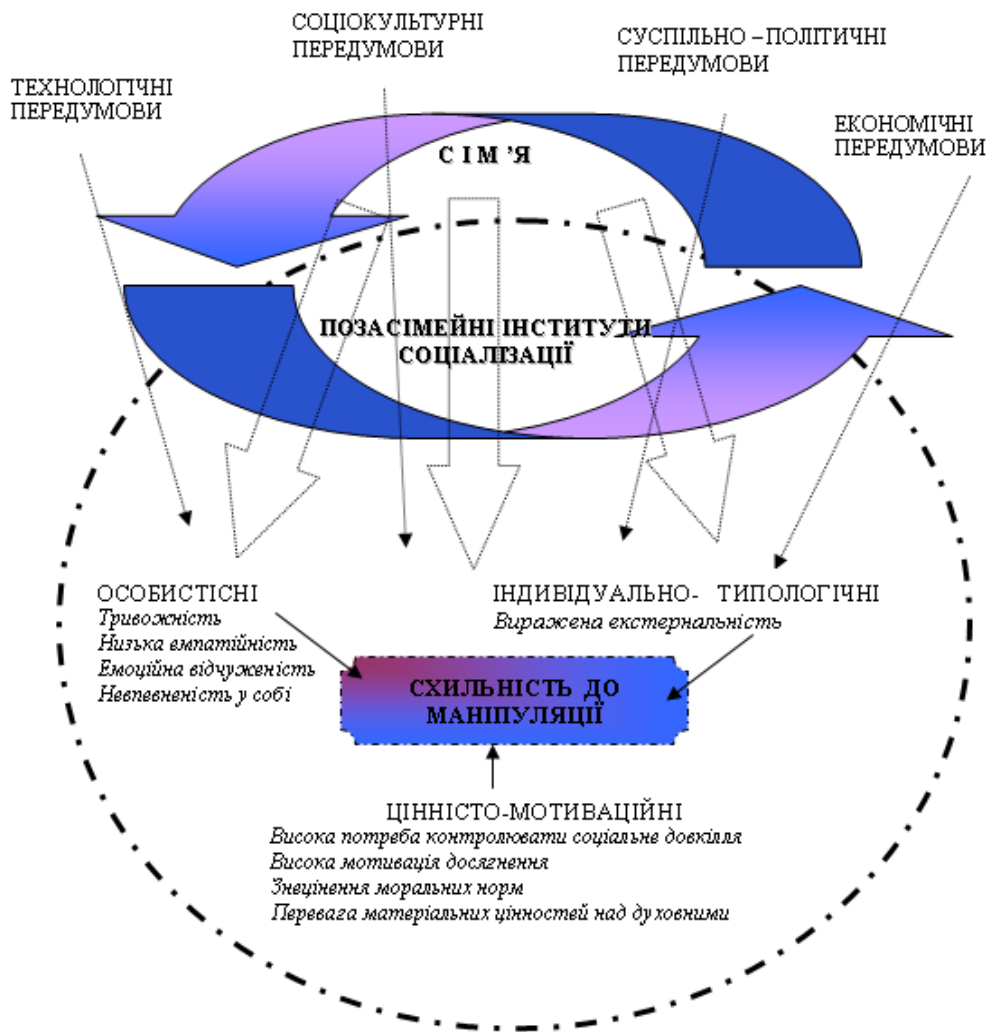 СОЦІОКУЛЬТУРНІ
ПЕРЕДУМОВИ
СУСПІЛЬНО – ПОЛІТИЧНІ
ПЕРЕДУМОВИ
ТЕХНОЛОГІЧНІ
ПЕРЕДУМОВИ
ЕКОНОМІЧНІ
ПЕРЕДУМОВИ
С І М ’Я
ПОЗАСІМЕЙНІ ІНСТИТУТИ
СОЦІАЛІЗАЦІЇ
ОСОБИСТІСНІ
Тривожність
Низька емпатійність
Емоційна відчуженість
Невпевненість у собі
ІНДИВІДУАЛЬНО- ТИПОЛОГІЧНІ
Виражена екстернальність
СХИЛЬНІСТЬ ДО
МАНІПУЛЯЦІЇ
ЦІННІСТО-МОТИВАЦІЙНІ
Висока потреба контролювати соціальне довкілля
Висока мотивація досягнення
Знецінення моральних норм
Перевага матеріальних цінностей над духовними